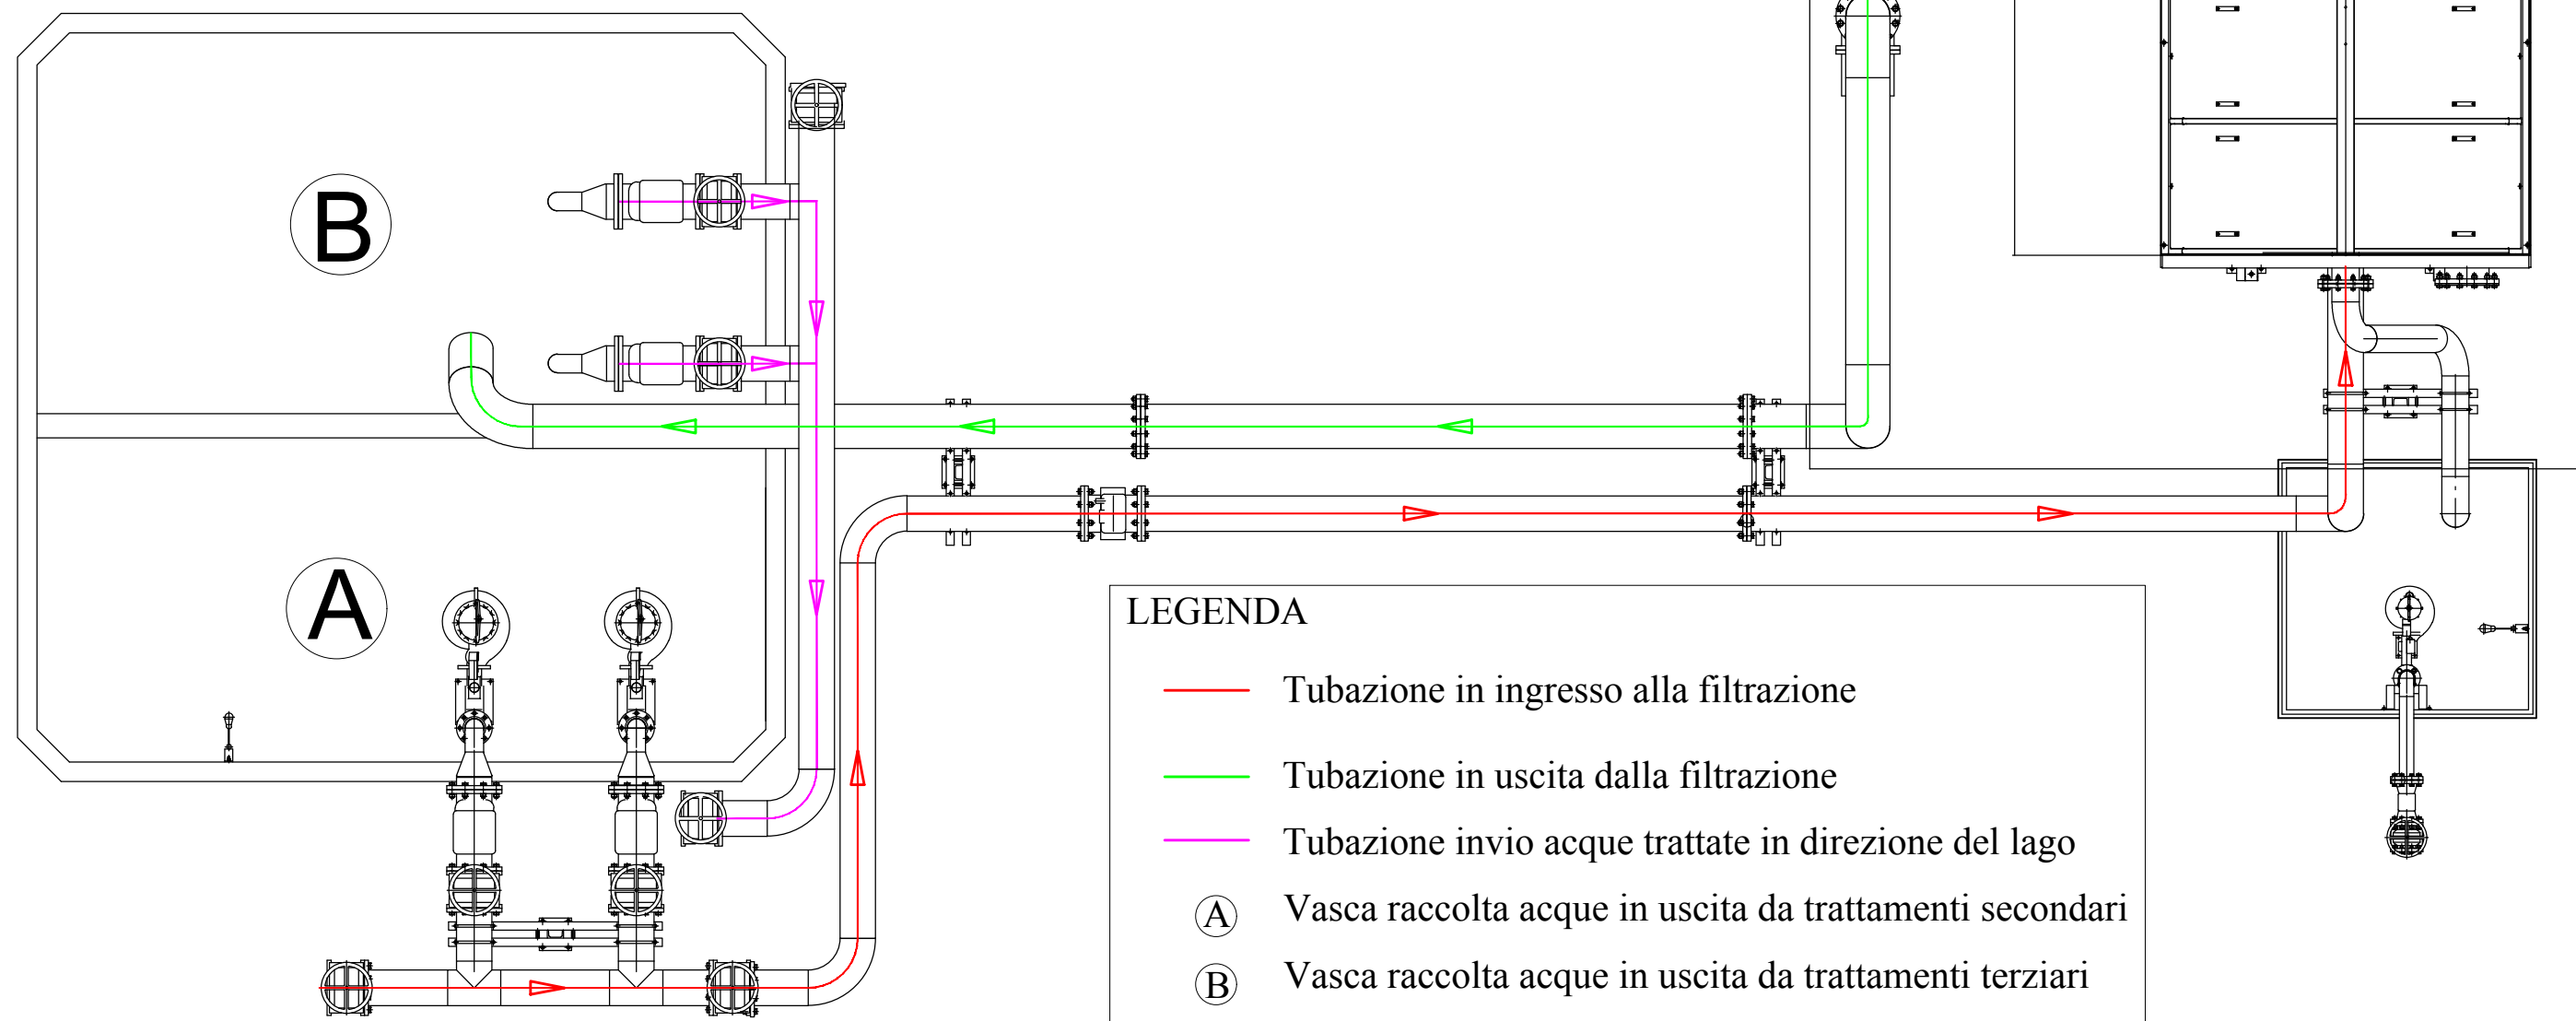 B
A
LEGENDA
Tubazione in ingresso alla filtrazione
Tubazione in uscita dalla filtrazione
Tubazione invio acque trattate in direzione del lago
A Vasca raccolta acque in uscita da trattamenti secondari
B Vasca raccolta acque in uscita da trattamenti terziari